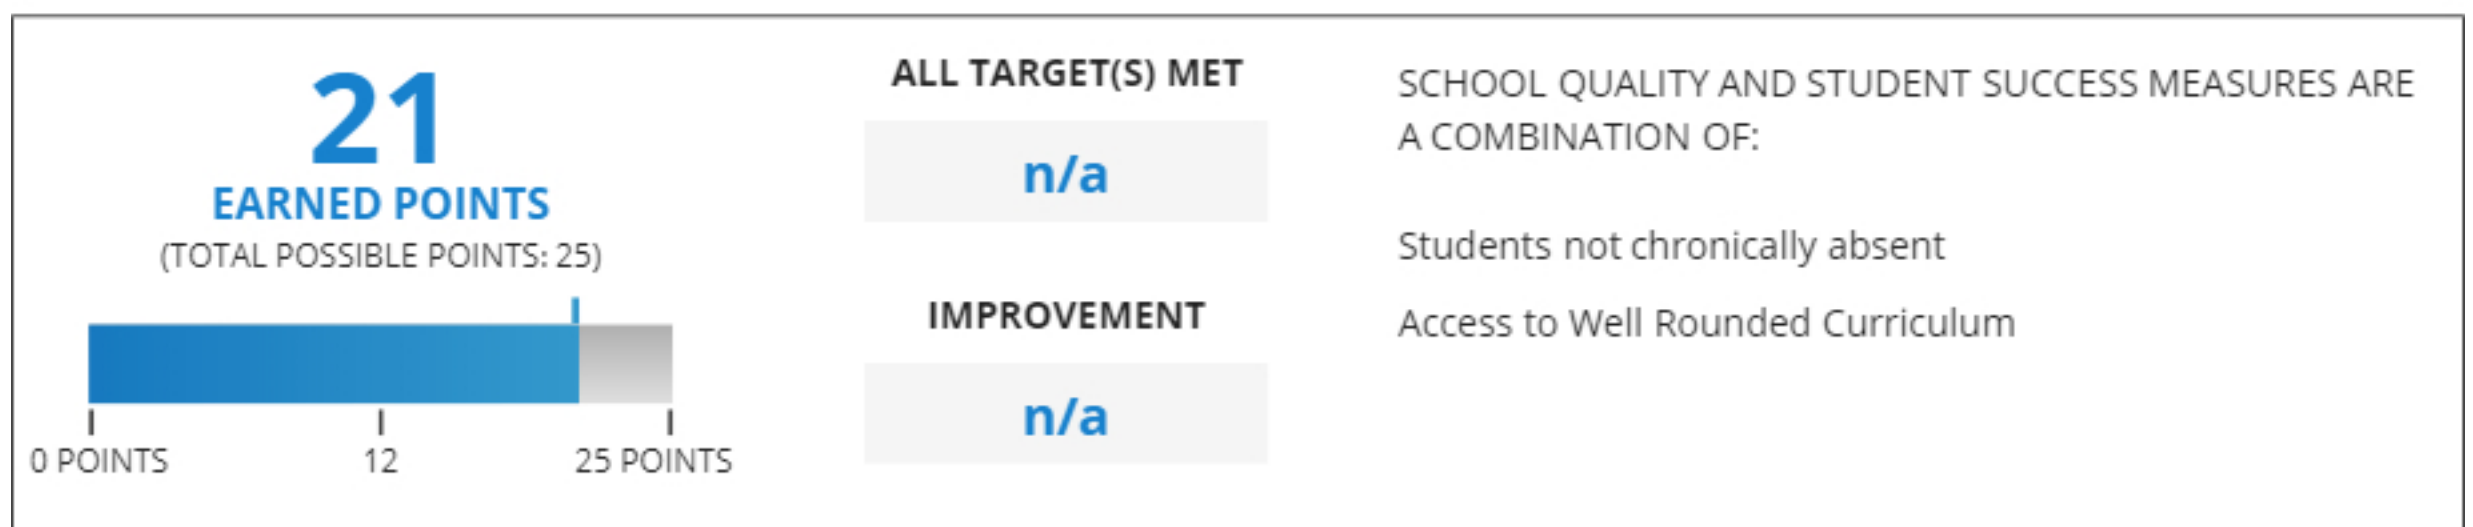 21
EARNED POINTS
(TOTAL POSSIBLE POINTS: 25)
0 POINTS
12
25 POINTS
ALL TARGET(S) MET
n/a
IMPROVEMENT
n/a
SCHOOL QUALITY AND STUDENT SUCCESS MEASURES ARE
A COMBINATION OF:
Students not chronically absent
Access to Well Rounded Curriculum